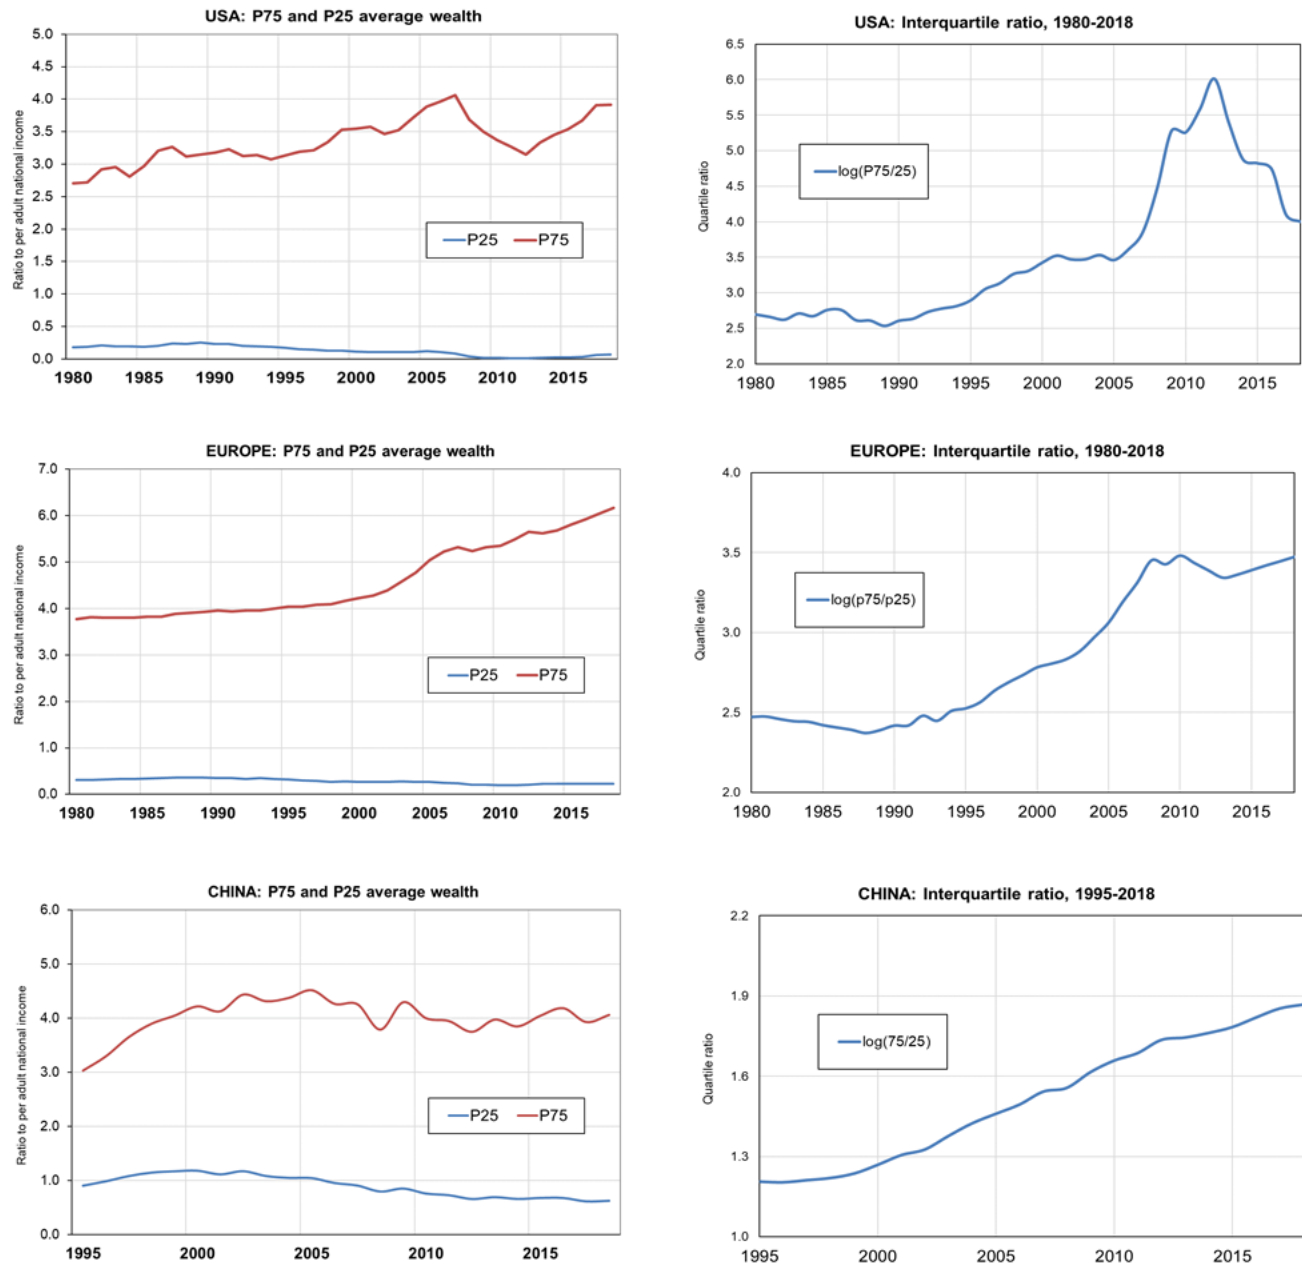 USA: P75 and P25 average wealth
5.0
4.5
4.0
3.5
3.0
2.5
2.0
1.5
1.0
0.5
0.0
Ratio to per adult national income
P25 P75
1980 1985 1990 1995 2000 2005 2010 2015
USA: Interquartile ratio, 1980-2018
6.5
6.0
5.5
5.0
4.5
4.0
3.5
3.0
2.5
2.0
Quartile ratio
log(P75/25)
1980 1985 1990 1995 2000 2005 2010 2015
EUROPE: P75 and P25 average wealth
7.0
6.0
5.0
4.0
3.0
2.0
1.0
0.0
Ratio to per adult national income
P25 P75
1980 1985 1990 1995 2000 2005 2010 2015
EUROPE: Interquartile ratio, 1980-2018
4.0
3.5
3.0
2.5
2.0
Quartile ratio
log(p75/p25)
1980 1985 1990 1995 2000 2005 2010 2015
CHINA: P75 and P25 average wealth
6.0
5.0
4.0
3.0
2.0
1.0
0.0
Ratio to per adult national income
P25 P75
1995 2000 2005 2010 2015
CHINA: Interquartile ratio, 1995-2018
2.2
1.9
1.6
1.3
1.0
Quartile ratio
log(75/25)
1995 2000 2005 2010 2015